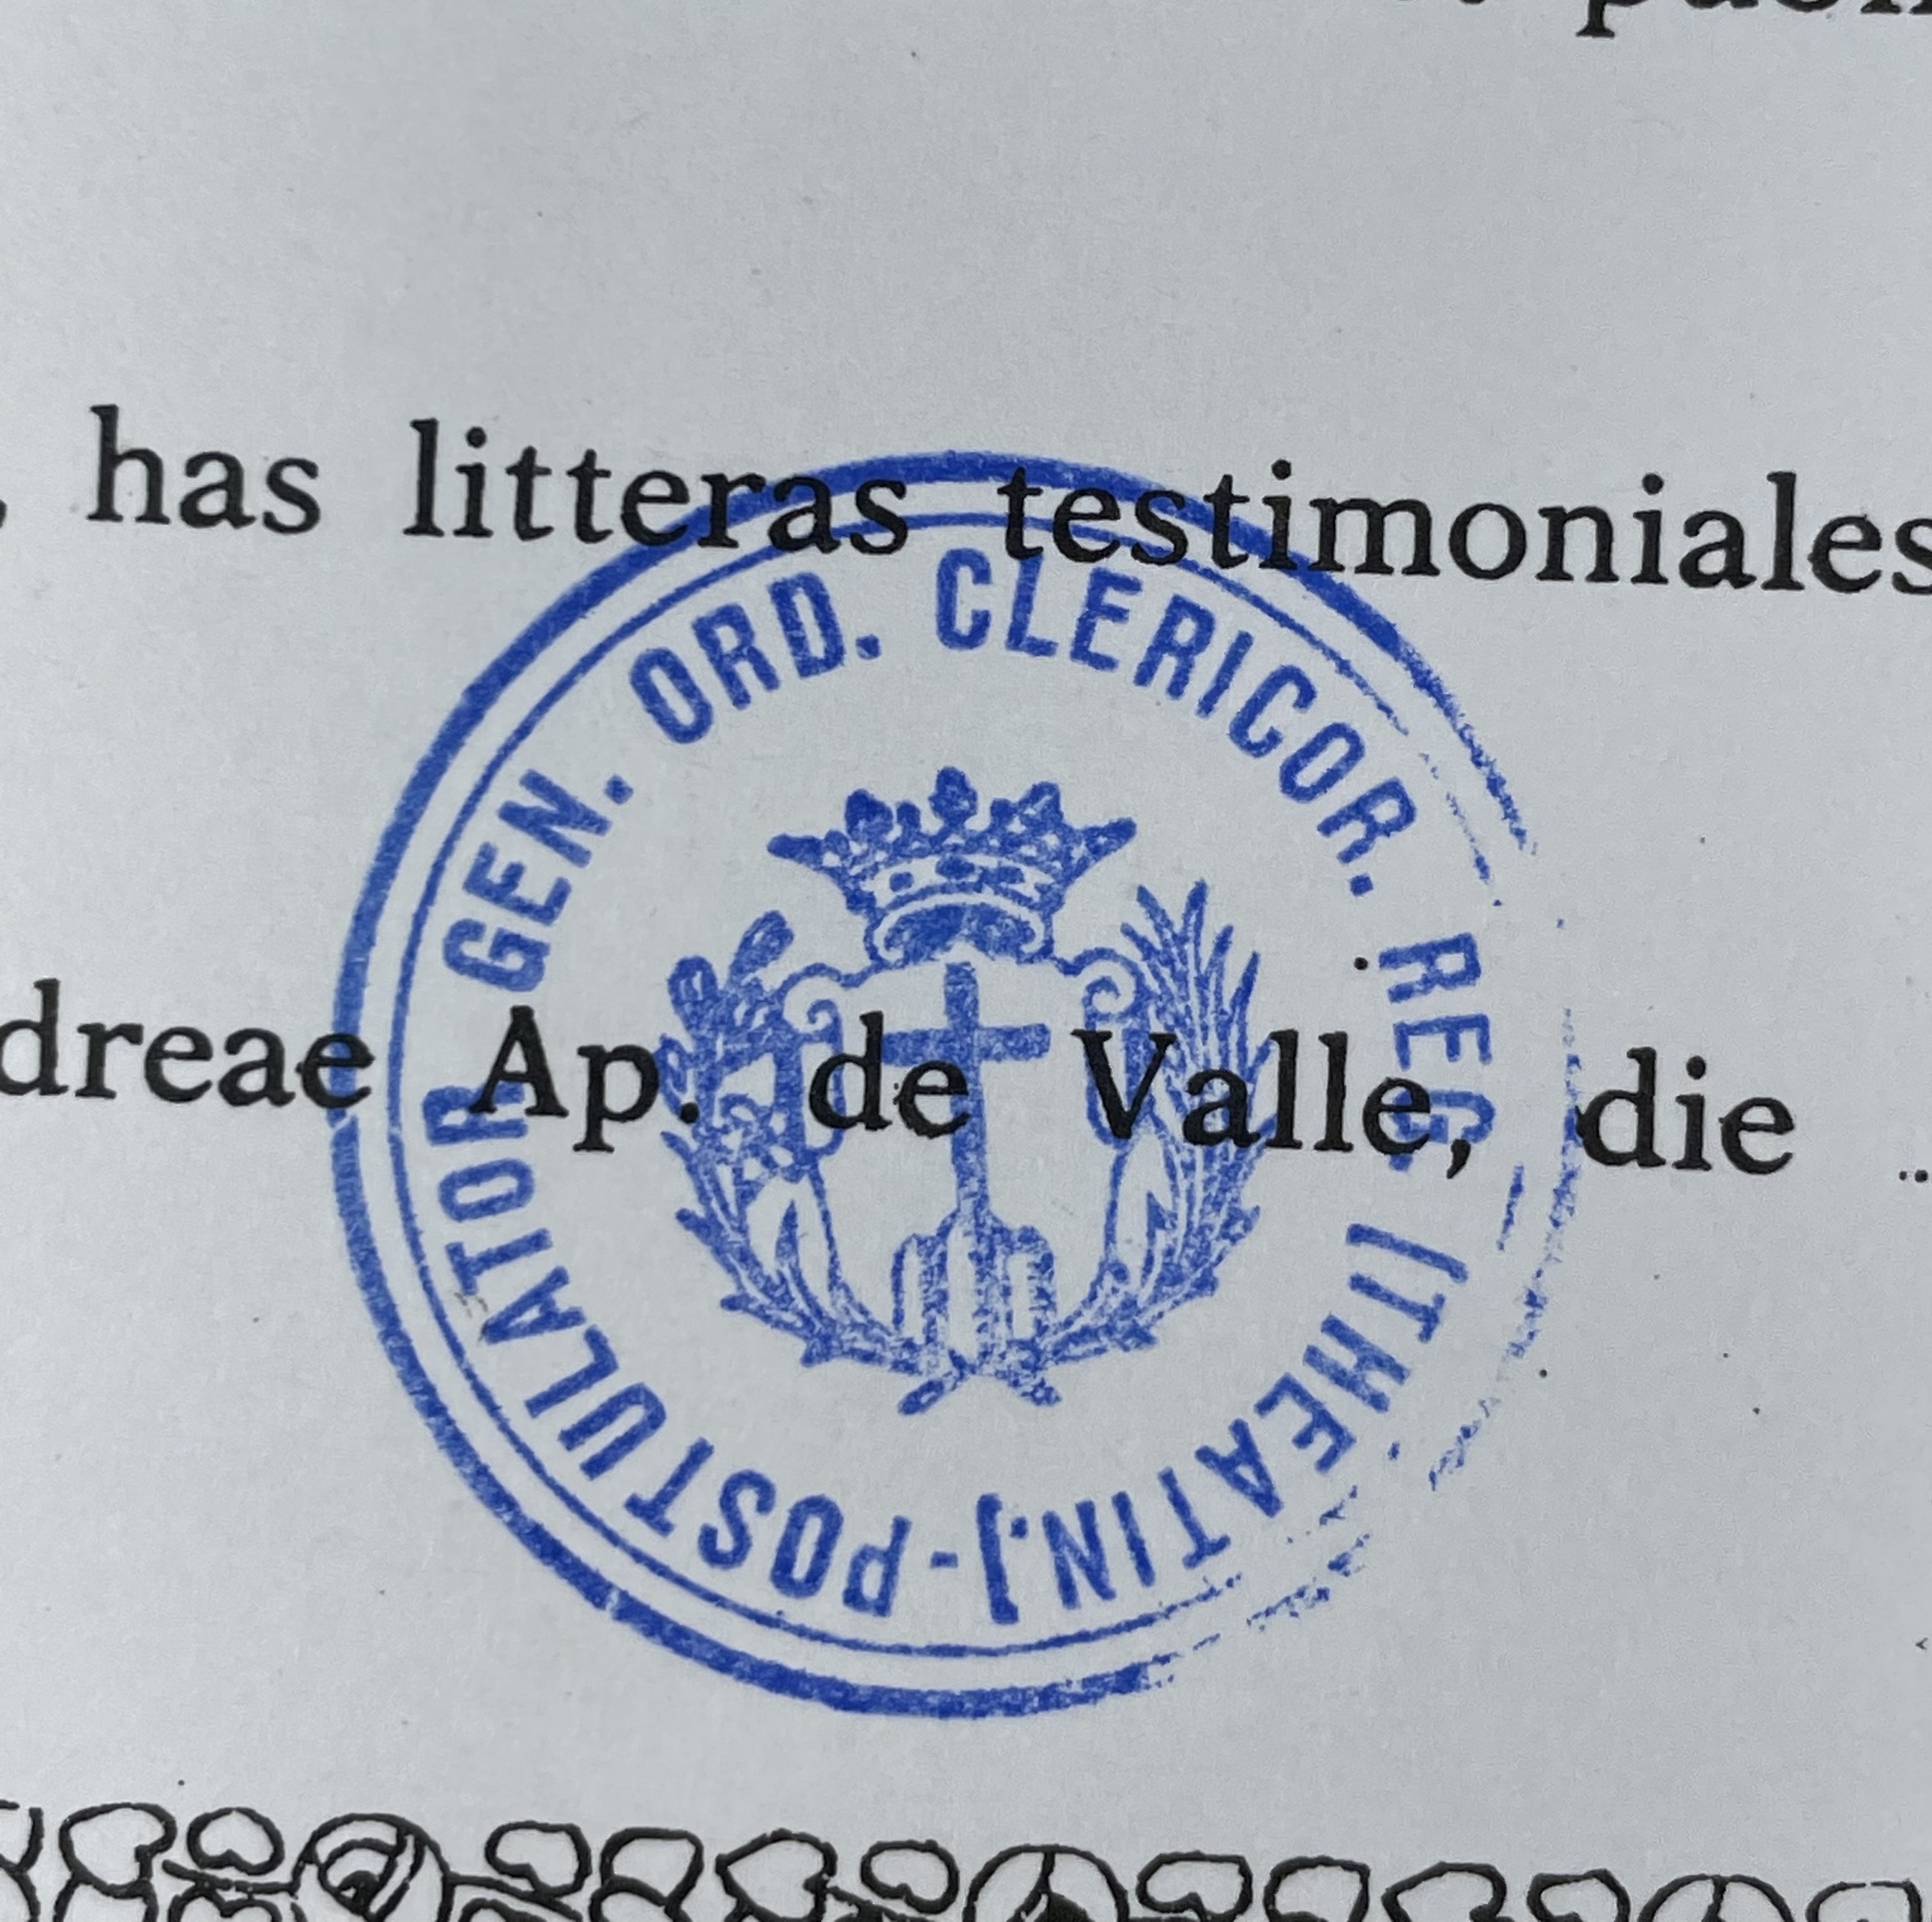 , has litteras testimoniales
dreae Ap. de Valle, die ..
POSTULATOR GEN. ORD. CLERICOR. REG. [THEATIN.] -